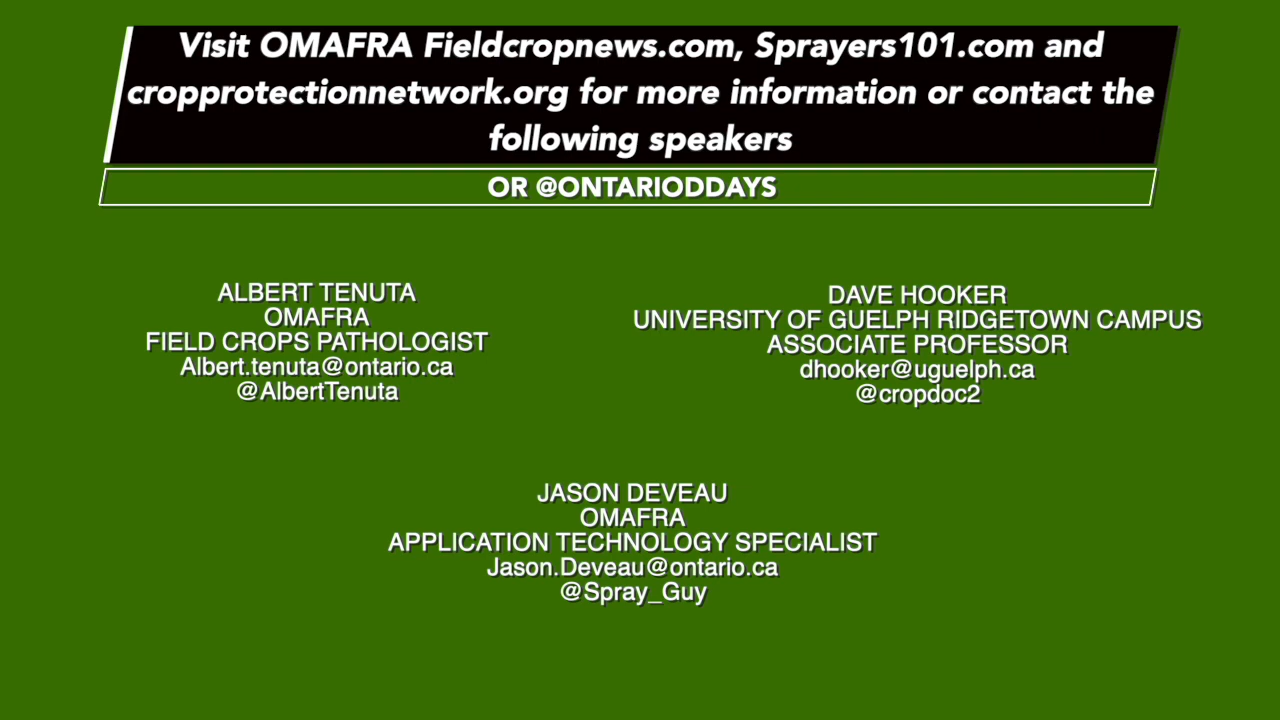 Visit OMAFRA Fieldcropnews.com, Sprayers101.com and
cropprotectionnetwork.org for more information or contact the
following speakers
OR @ONTARIODDAYS
ALBERT TENUTA
OMAFRA
FIELD CROPS PATHOLOGIST
Albert.tenuta@ontario.ca
@AlbertTenuta
DAVE HOOKER
UNIVERSITY OF GUELPH RIDGETOWN CAMPUS
ASSOCIATE PROFESSOR
dhooker@uguelph.ca
@cropdoc2
JASON DEVEAU
OMAFRA
APPLICATION TECHNOLOGY SPECIALIST
Jason.Deveau@ontario.ca
@Spray_Guy